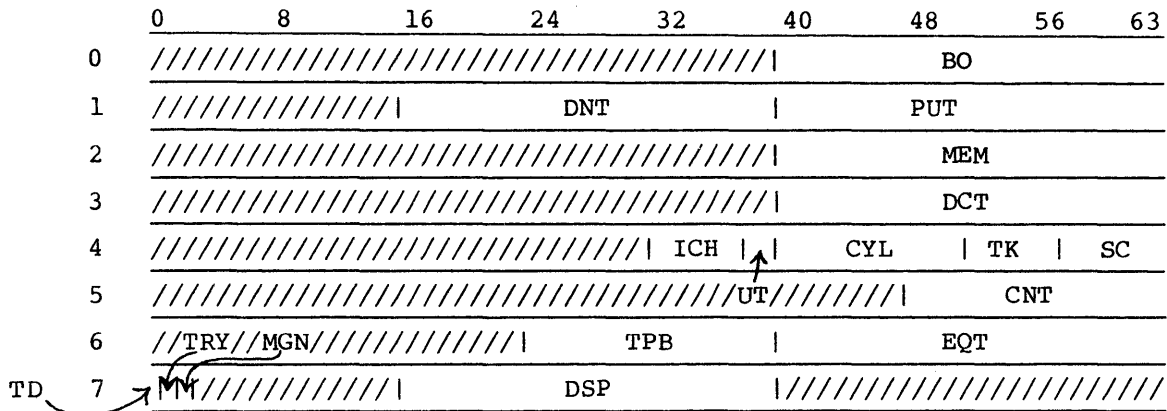 0 8 16 24 32 40 48 56 63
0 ///////////////////////////////////////| BO
1 ///////////////| DNT | PUT
2 ///////////////////////////////////////| MEM
3 ///////////////////////////////////////| DCT
4 ///////////////////////////////| ICH | | CYL | TK | SC
5 /////////////////////////////////////UT////////| CNT
6 //TRY//MGN/////////////| TPB | EQT
TD 7 |||/////////////| DSP |////////////////////////